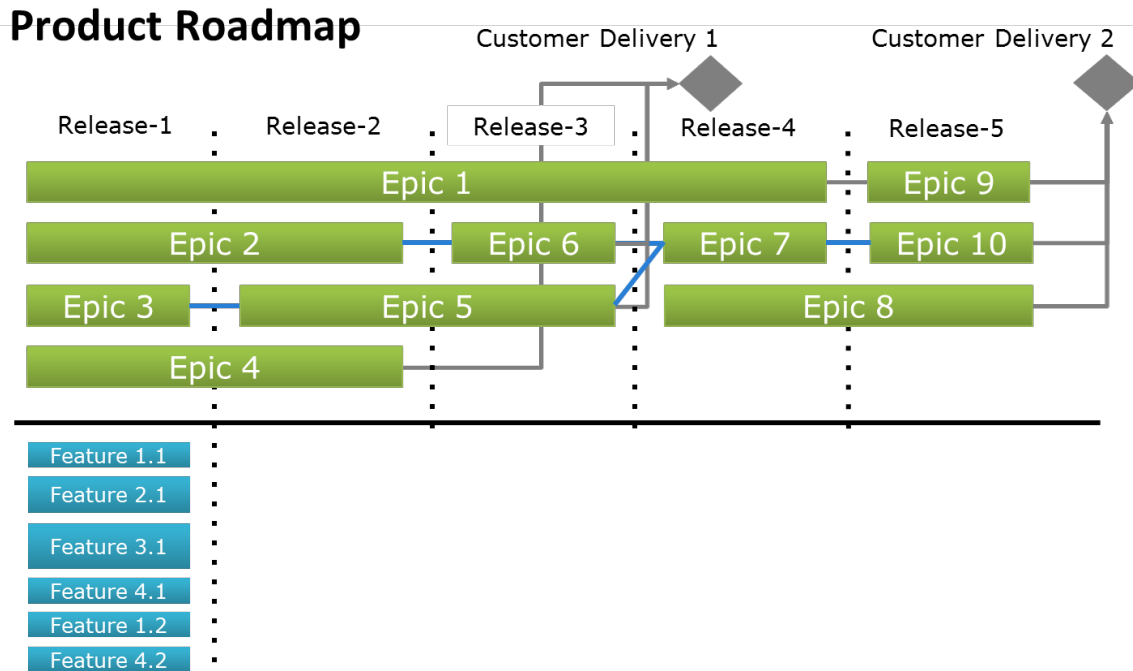 Product Roadmap
Customer Delivery 1
Customer Delivery 2
Release-1
Release-2
Release-3
Release-4
Release-5
Epic 1
Epic 9
Epic 2
Epic 6
Epic 7
Epic 10
Epic 3
Epic 5
Epic 8
Epic 4
Feature 1.1
Feature 2.1
Feature 3.1
Feature 4.1
Feature 1.2
Feature 4.2